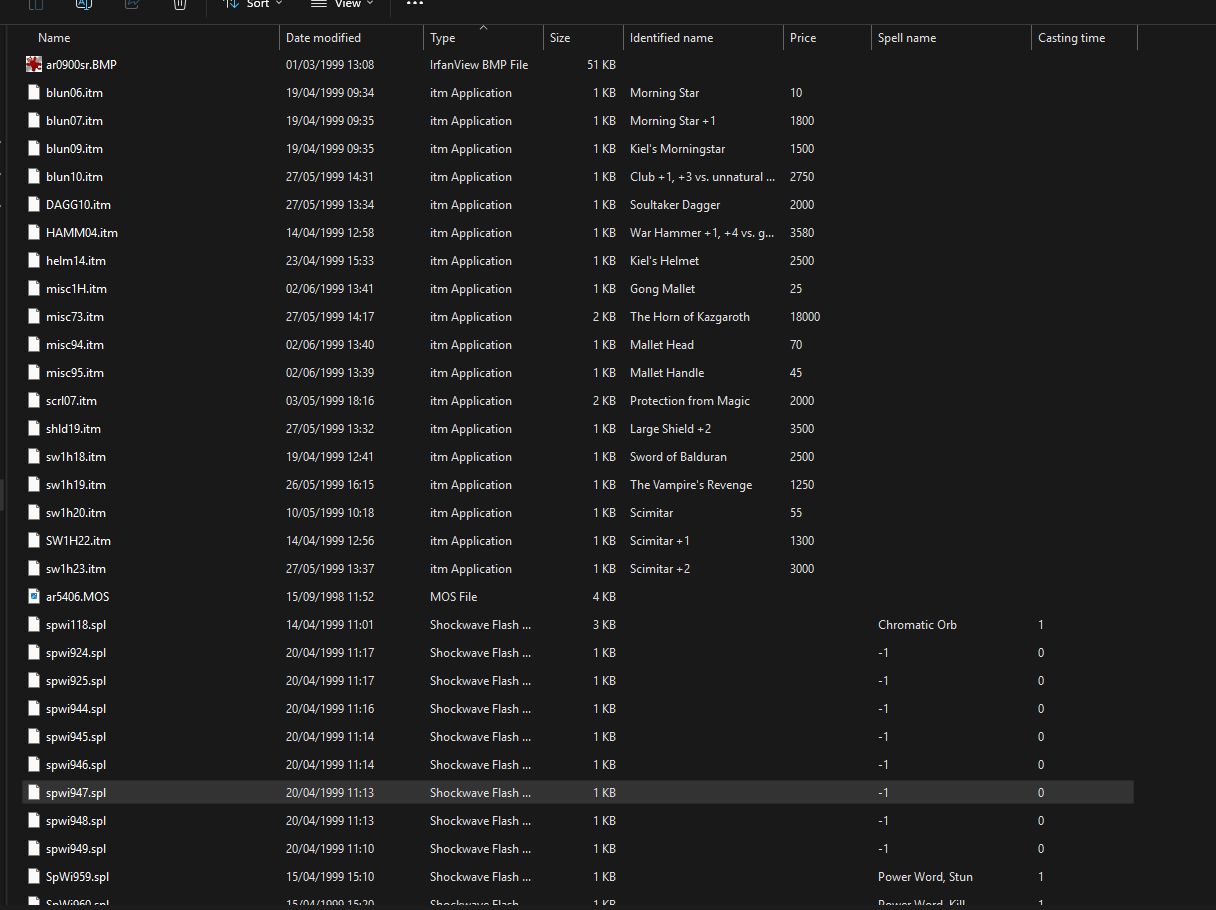 Sort View ...
Name Date modified Type Size Identified name Price Spell name Casting time
ar0900sr.BMP 01/03/1999 13:08 IrfanView BMP File 51 KB
blun06.itm 19/04/1999 09:34 itm Application 1 KB Morning Star 10
blun07.itm 19/04/1999 09:35 itm Application 1 KB Morning Star +1 1800
blun09.itm 19/04/1999 09:35 itm Application 1 KB Kiel's Morningstar 1500
blun10.itm 27/05/1999 14:31 itm Application 1 KB Club +1, +3 vs. unnatural ... 2750
DAGG10.itm 27/05/1999 13:34 itm Application 1 KB Soultaker Dagger 2000
HAMM04.itm 14/04/1999 12:58 itm Application 1 KB War Hammer +1, +4 vs. g... 3580
helm14.itm 23/04/1999 15:33 itm Application 1 KB Kiel's Helmet 2500
misc1H.itm 02/06/1999 13:41 itm Application 1 KB Gong Mallet 25
misc73.itm 27/05/1999 14:17 itm Application 2 KB The Horn of Kazgaroth 18000
misc94.itm 02/06/1999 13:40 itm Application 1 KB Mallet Head 70
misc95.itm 02/06/1999 13:39 itm Application 1 KB Mallet Handle 45
scrl07.itm 03/05/1999 18:16 itm Application 2 KB Protection from Magic 2000
shld19.itm 27/05/1999 13:32 itm Application 1 KB Large Shield +2 3500
sw1h18.itm 19/04/1999 12:41 itm Application 1 KB Sword of Balduran 2500
sw1h19.itm 26/05/1999 16:15 itm Application 1 KB The Vampire's Revenge 1250
sw1h20.itm 10/05/1999 10:18 itm Application 1 KB Scimitar 55
SW1H22.itm 14/04/1999 12:56 itm Application 1 KB Scimitar +1 1300
sw1h23.itm 27/05/1999 13:37 itm Application 1 KB Scimitar +2 3000
ar5406.MOS 15/09/1998 11:52 MOS File 4 KB
spwi118.spl 14/04/1999 11:01 Shockwave Flash ... 3 KB Chromatic Orb 1
spwi924.spl 20/04/1999 11:17 Shockwave Flash ... 1 KB -1 0
spwi925.spl 20/04/1999 11:17 Shockwave Flash ... 1 KB -1 0
spwi944.spl 20/04/1999 11:16 Shockwave Flash ... 1 KB -1 0
spwi945.spl 20/04/1999 11:14 Shockwave Flash ... 1 KB -1 0
spwi946.spl 20/04/1999 11:14 Shockwave Flash ... 1 KB -1 0
spwi947.spl 20/04/1999 11:13 Shockwave Flash ... 1 KB -1 0
spwi948.spl 20/04/1999 11:13 Shockwave Flash ... 1 KB -1 0
spwi949.spl 20/04/1999 11:10 Shockwave Flash ... 1 KB -1 0
SpWi959.spl 15/04/1999 15:10 Shockwave Flash ... 1 KB Power Word, Stun 1
SpWi960.spl 15/04/1999 15:20 Shockwave Flash ... 1 KB Power Word, Kill 1